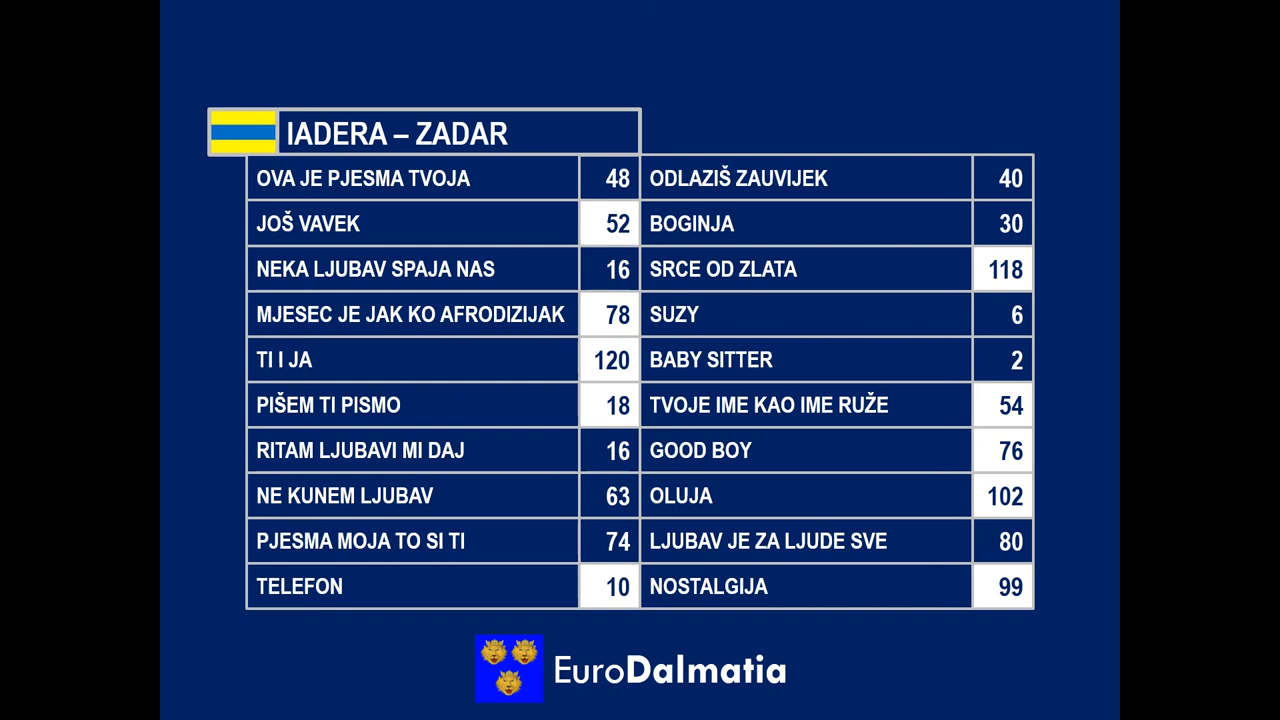 IADERA – ZADAR
OVA JE PJESMA TVOJA 48 ODLAZIŠ ZAUVIJEK 40
JOŠ VAVEK 52 BOGINJA 30
NEKA LJUBAV SPAJA NAS 16 SRCE OD ZLATA 118
MJESEC JE JAK KO AFRODIZIJAK 78 SUZY 6
TI I JA 120 BABY SITTER 2
PIŠEM TI PISMO 18 TVOJE IME KAO IME RUŽE 54
RITAM LJUBAVI MI DAJ 16 GOOD BOY 76
NE KUNEM LJUBAV 63 OLUJA 102
PJESMA MOJA TO SI TI 74 LJUBAV JE ZA LJUDE SVE 80
TELEFON 10 NOSTALGIJA 99
EuroDalmatia